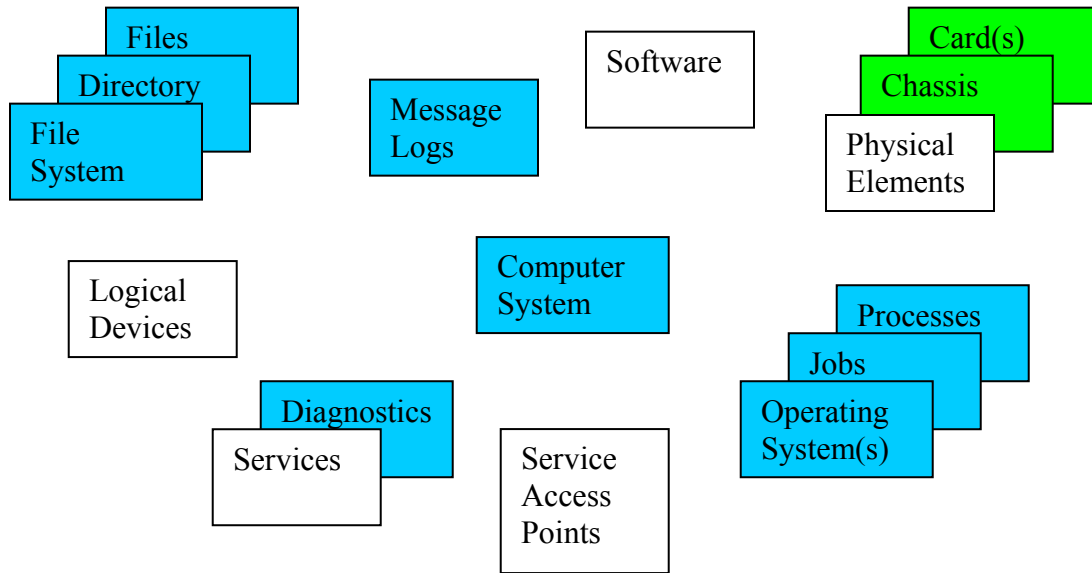 Files
Directory
File
System
Message
Logs
Software
Card(s)
Chassis
Physical
Elements
Logical
Devices
Computer
System
Processes
Jobs
Operating
System(s)
Diagnostics
Services
Service
Access
Points